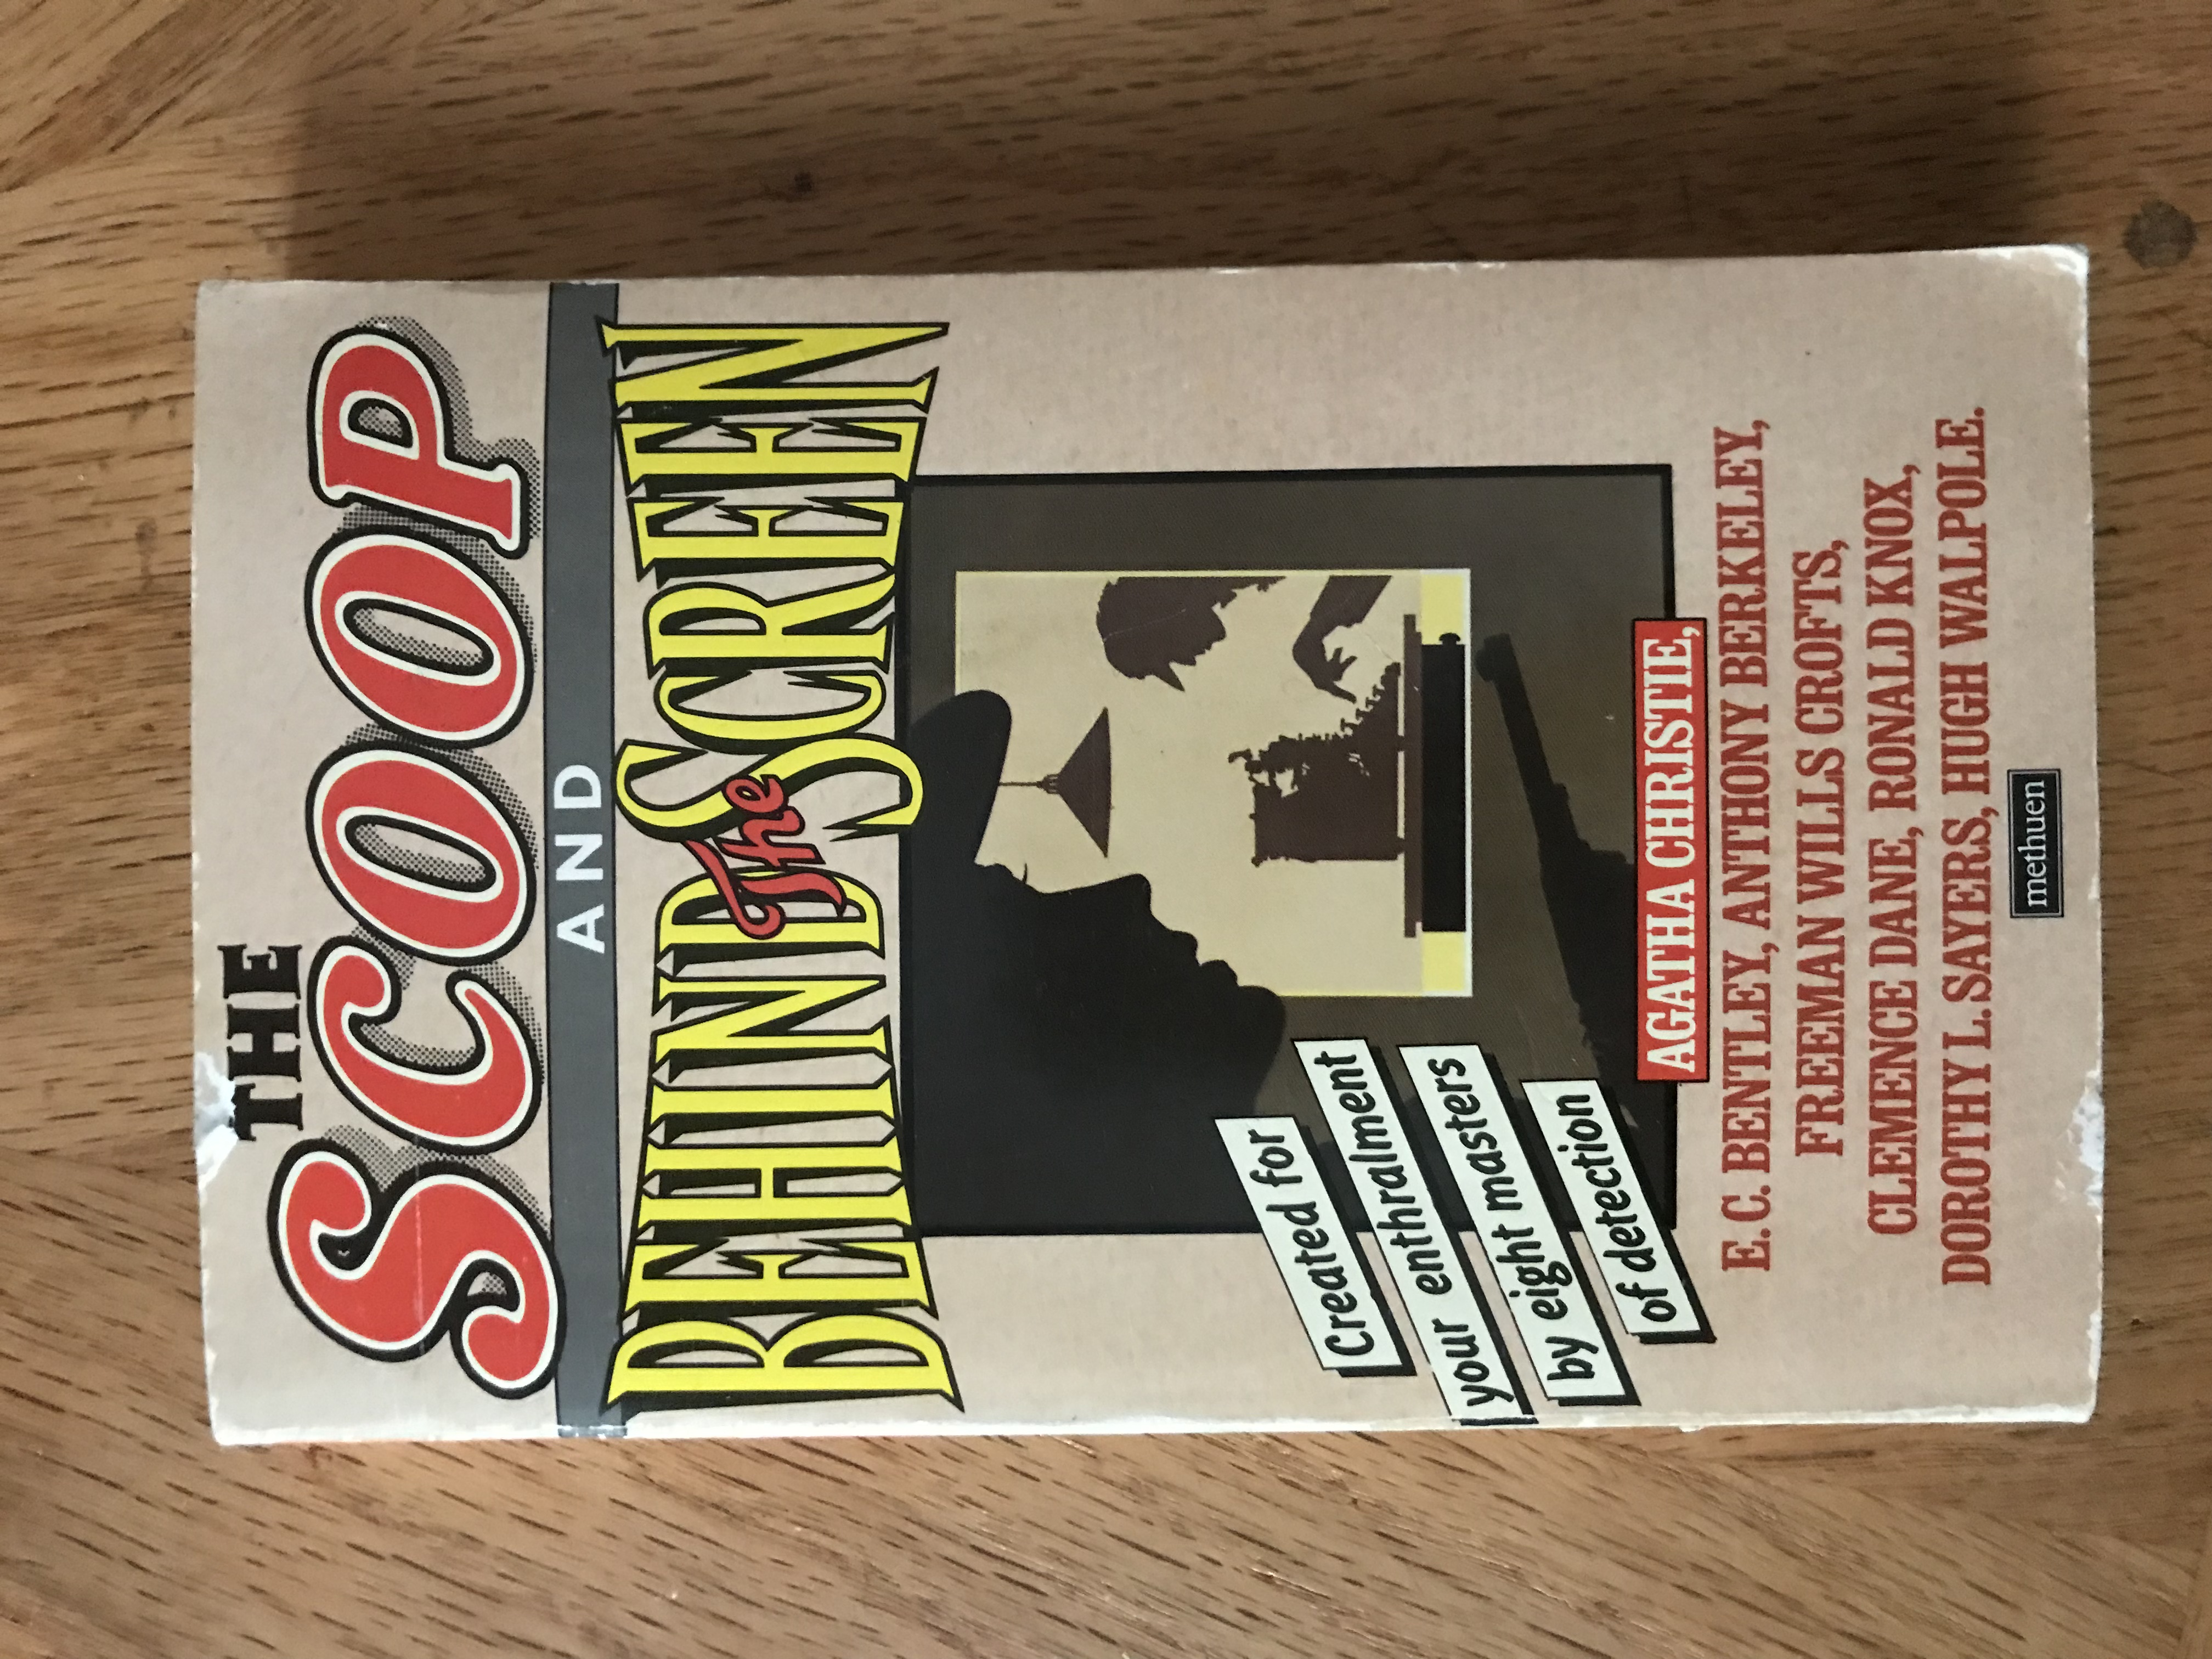 THE
SCOOP
AND
BEHIND The SCREEN
Created for
your enthralment
by eight masters
of detection
AGATHA CHRISTIE,
E. C. BENTLEY, ANTHONY BERKELEY,
FREEMAN WILLS CROFTS,
CLEMENCE DANE, RONALD KNOX,
DOROTHY L. SAYERS, HUGH WALPOLE.
methuen